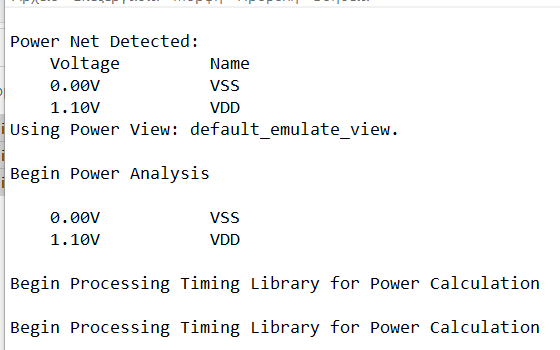 Power Net Detected:
Voltage Name
0.00V VSS
1.10V VDD
Using Power View: default_emulate_view.
Begin Power Analysis
0.00V VSS
1.10V VDD
Begin Processing Timing Library for Power Calculation
Begin Processing Timing Library for Power Calculation